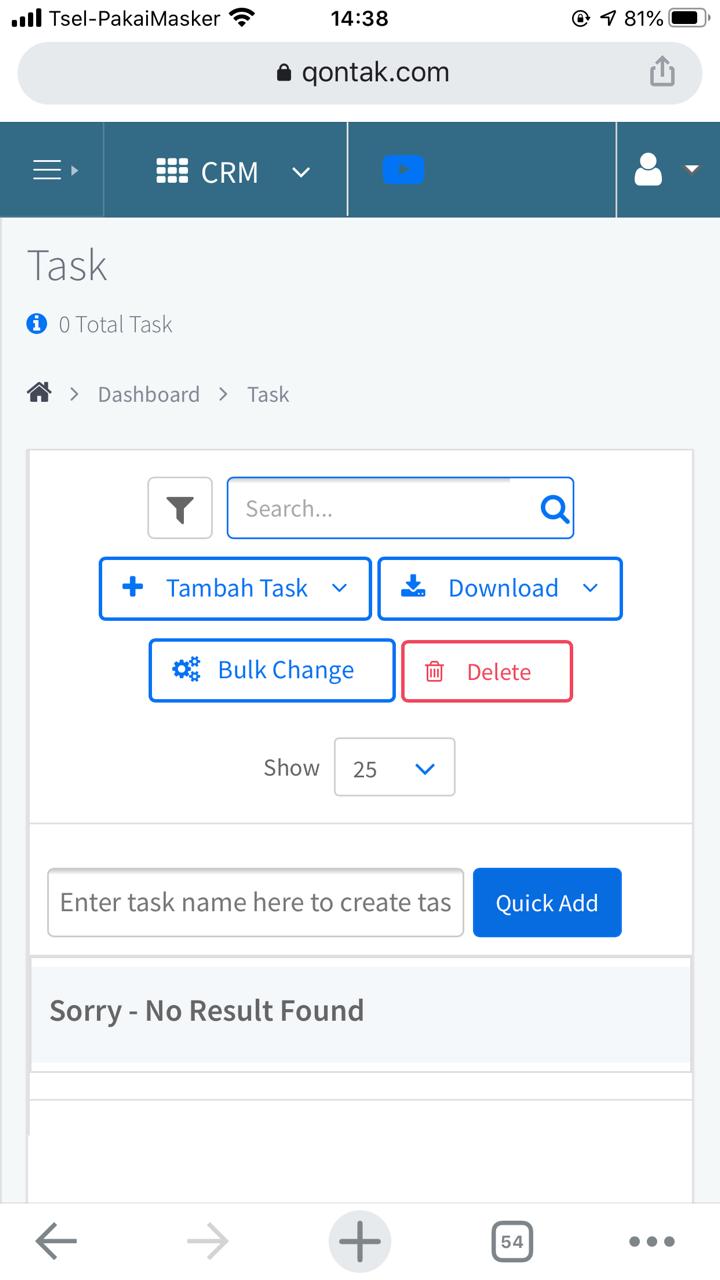 Tsel-PakaiMasker 14:38 81%
qontak.com
CRM
Task
0 Total Task
Dashboard Task
Search...
Tambah Task Download
Bulk Change Delete
Show 25
Enter task name here to create tas Quick Add
Sorry - No Result Found
54